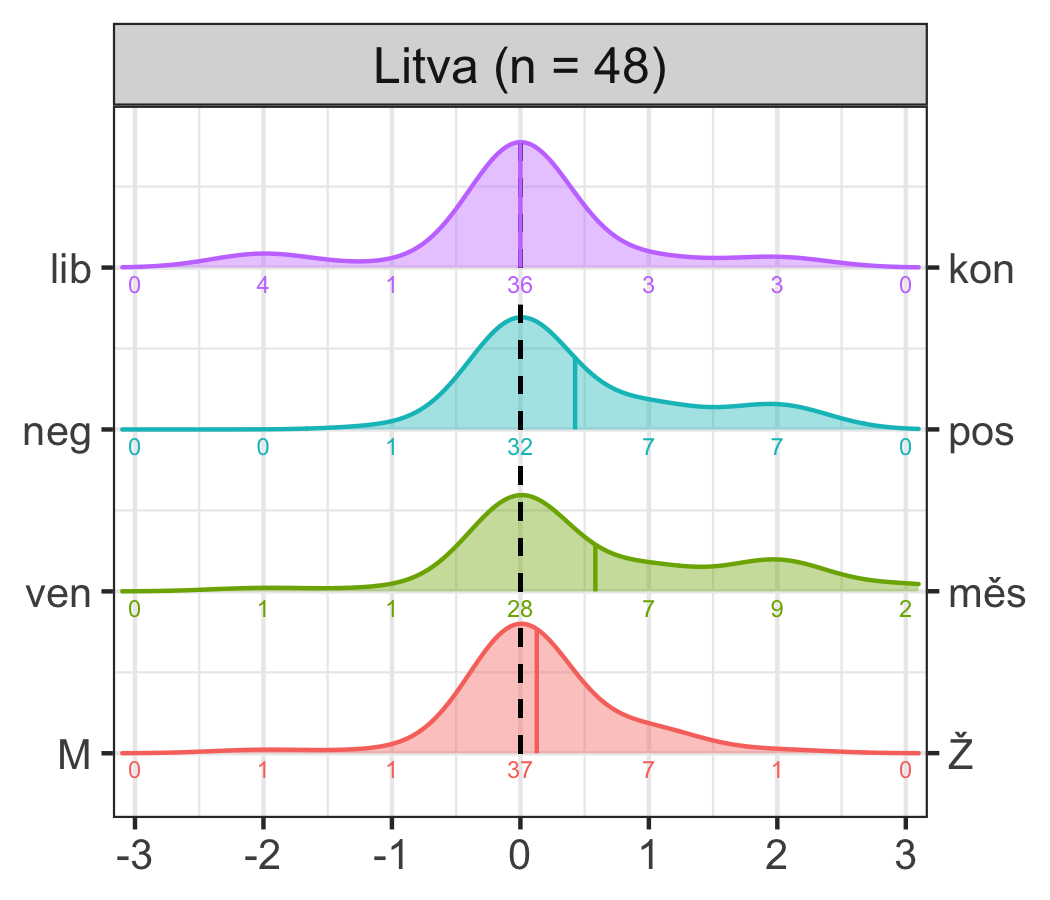 Litva (n = 48)
lib kon
0 4 1 36 3 3 0
neg pos
0 0 1 32 7 7 0
ven měs
0 1 1 28 7 9 2
M Ž
0 1 1 37 7 1 0
-3 -2 -1 0 1 2 3